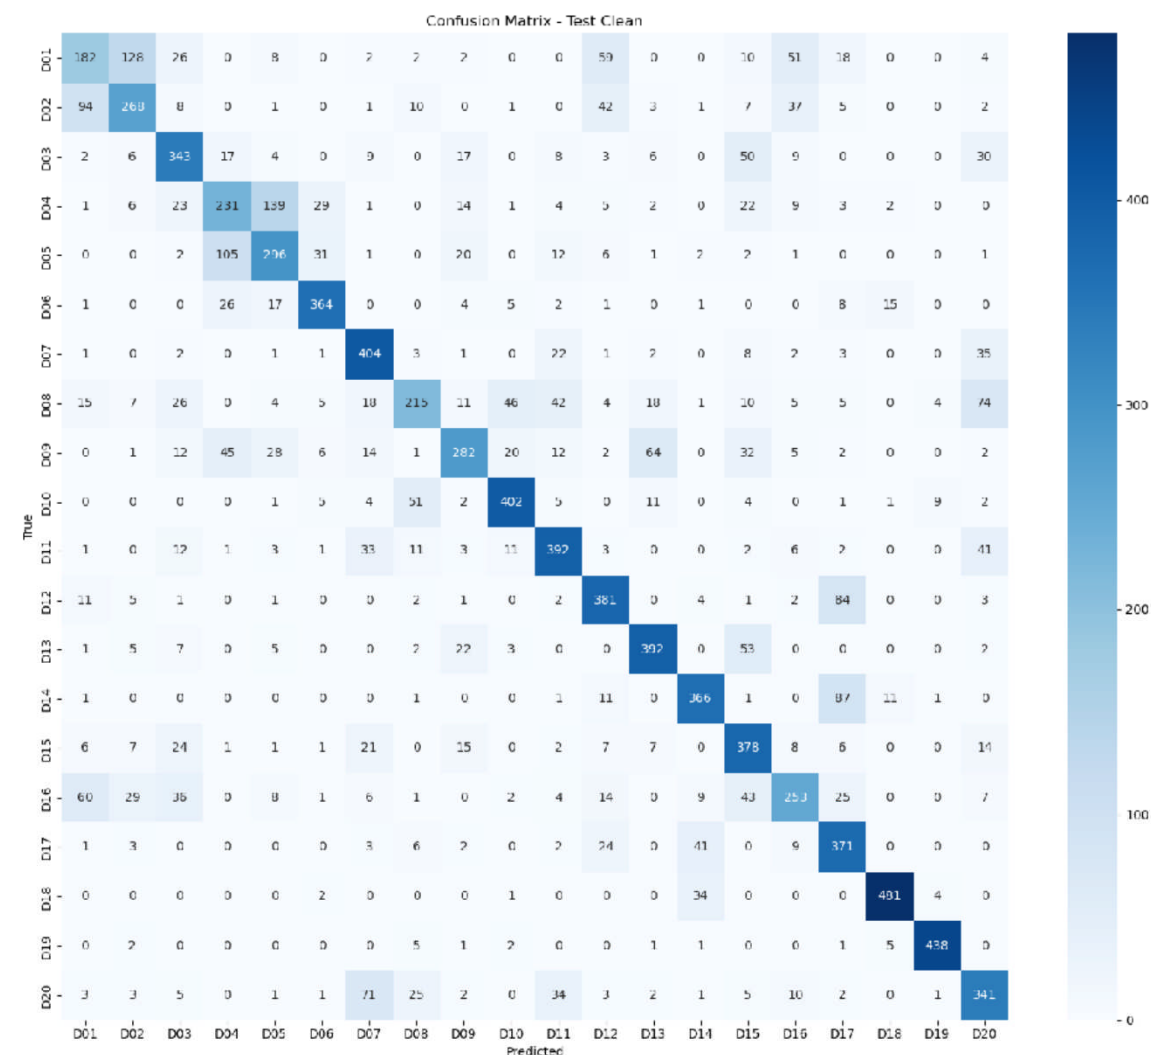 Confusion Matrix - Test Clean
D01 182 128 26 0 8 0 2 2 2 0 0 59 0 0 10 51 18 0 0 4
D02 94 268 8 0 1 0 1 10 0 1 0 42 3 1 7 37 5 0 0 2
D03 2 6 343 17 4 0 9 0 17 0 8 3 6 0 50 9 0 0 0 30
D04 1 6 23 231 139 29 1 0 14 1 4 5 2 0 22 9 3 2 0 0
D05 0 0 2 105 296 31 1 0 20 0 12 6 1 2 2 1 0 0 0 1
D06 1 0 0 26 17 364 0 0 4 5 2 1 0 1 0 0 8 15 0 0
D07 1 0 2 0 1 1 404 3 1 0 22 1 2 0 8 2 3 0 0 35
D08 15 7 26 0 4 5 18 215 11 46 42 4 18 1 10 5 5 0 4 74
D09 0 1 12 45 28 6 14 1 282 20 12 2 64 0 32 5 2 0 0 2
D10 0 0 0 0 1 5 4 51 2 402 5 0 11 0 4 0 1 1 9 2
D11 1 0 12 1 3 1 33 11 3 11 392 3 0 0 2 6 2 0 0 41
D12 11 5 1 0 1 0 0 2 1 0 2 381 0 4 1 2 84 0 0 3
D13 1 5 7 0 5 0 0 2 22 3 0 0 392 0 53 0 0 0 0 2
D14 1 0 0 0 0 0 0 1 0 0 1 11 0 366 1 0 87 11 1 0
D15 6 7 24 1 1 1 21 0 15 0 2 7 7 0 378 8 6 0 0 14
D16 60 29 36 0 8 1 6 1 0 2 4 14 0 9 43 253 25 0 0 7
D17 1 3 0 0 0 0 3 6 2 0 2 24 0 41 0 9 371 0 0 0
D18 0 0 0 0 0 2 0 0 0 1 0 0 0 34 0 0 0 481 4 0
D19 0 2 0 0 0 0 0 5 1 2 0 0 1 1 0 0 1 5 438 0
D20 3 3 5 0 1 1 71 25 2 0 34 3 2 1 5 10 2 0 1 341
D01 D02 D03 D04 D05 D06 D07 D08 D09 D10 D11 D12 D13 D14 D15 D16 D17 D18 D19 D20
Predicted
True
400
300
200
100
0